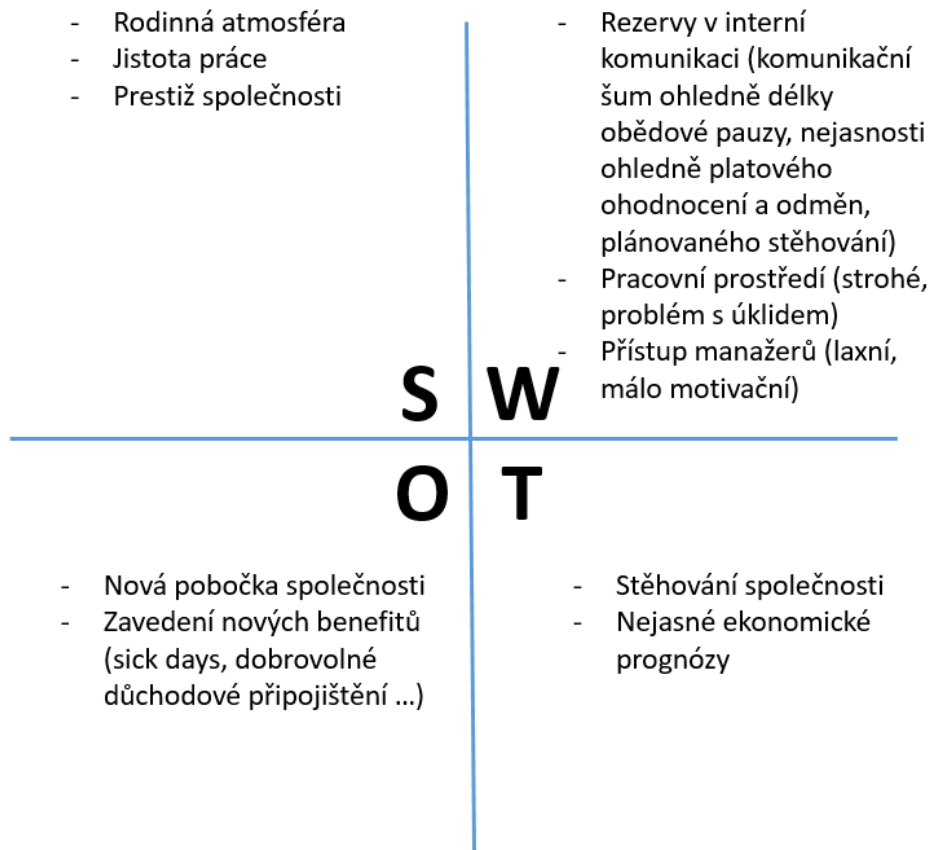 - Rodinná atmosféra
- Jistota práce
- Prestiž společnosti
- Rezervy v interní
komunikaci (komunikační
šum ohledně délky
obědové pauzy, nejasnosti
ohledně platového
ohodnocení a odměn,
plánovaného stěhování)
- Pracovní prostředí (strohé,
problém s úklidem)
- Přístup manažerů (laxní,
málo motivační)
S W
O T
- Nová pobočka společnosti
- Zavedení nových benefitů
(sick days, dobrovolné
důchodové připojištění ...)
- Stěhování společnosti
- Nejasné ekonomické
prognózy